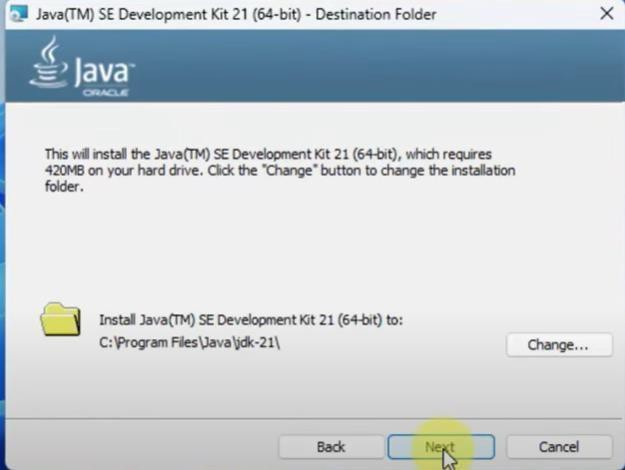 Java(TM) SE Development Kit 21 (64-bit) - Destination Folder
Java™
ORACLE
This will install the Java(TM) SE Development Kit 21 (64-bit), which requires
420MB on your hard drive. Click the "Change" button to change the installation
folder.
Install Java(TM) SE Development Kit 21 (64-bit) to:
C:\Program Files\Java\jdk-21\
Change...
Back
Next
Cancel